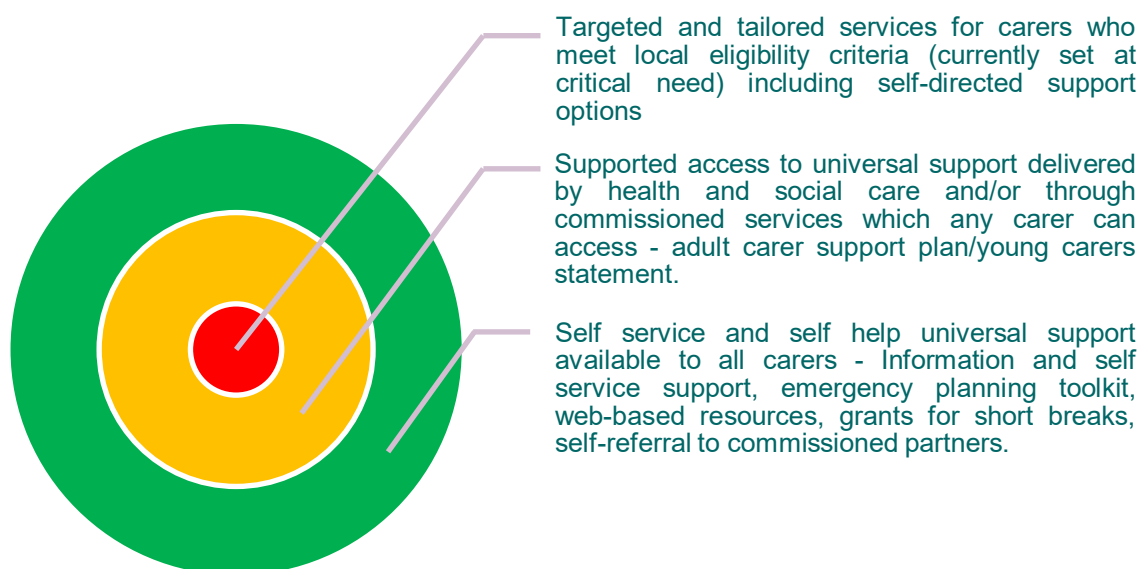 Targeted and tailored services for carers who
meet local eligibility criteria (currently set at
critical need) including self-directed support
options
Supported access to universal support delivered
by health and social care and/or through
commissioned services which any carer can
access - adult carer support plan/young carers
statement.
Self service and self help universal support
available to all carers - Information and self
service support, emergency planning toolkit,
web-based resources, grants for short breaks,
self-referral to commissioned partners.